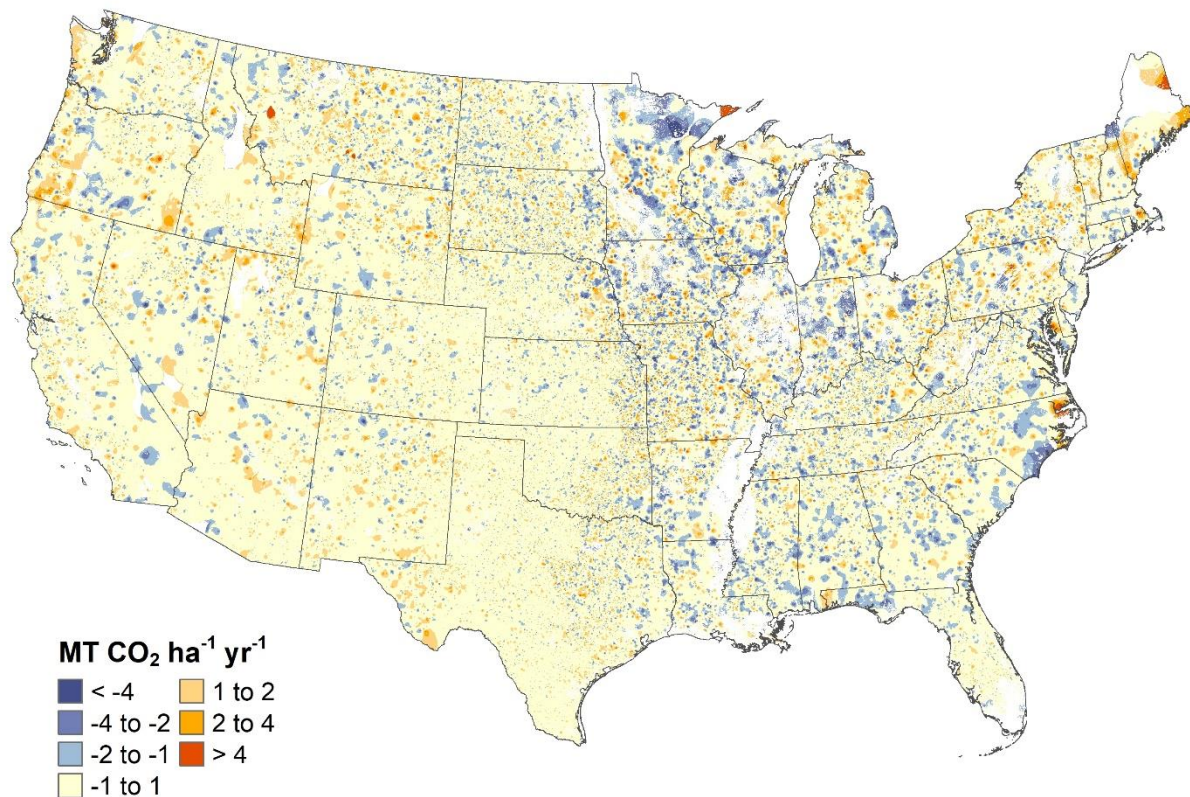 MT CO₂ ha⁻¹ yr⁻¹
< -4
-4 to -2
-2 to -1
-1 to 1
1 to 2
2 to 4
> 4